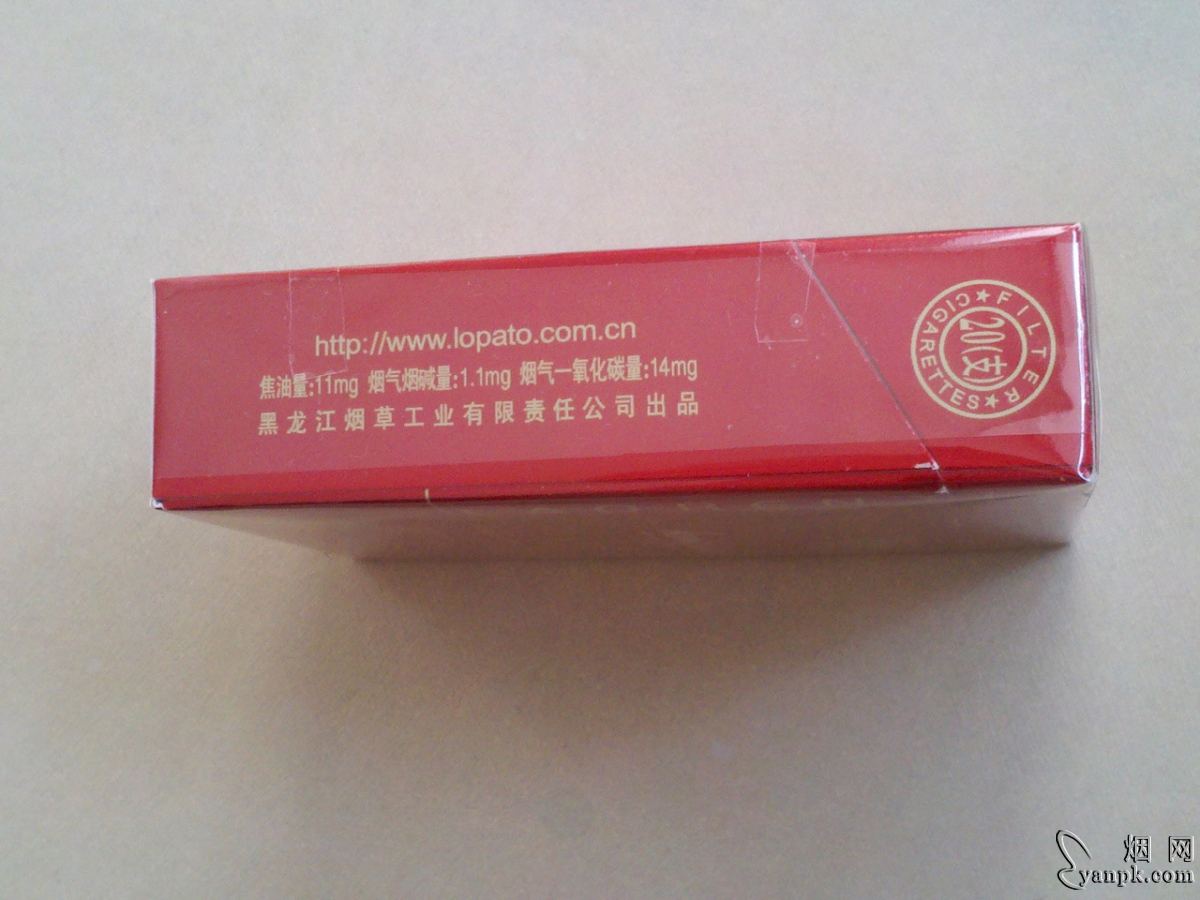 http://www.lopato.com.cn
焦油量:11mg 烟气烟碱量:1.1mg 烟气一氧化碳量:14mg
黑龙江烟草工业有限责任公司出品
★FILTER★CIGARETTES
20(支)
烟网
yanpk.com